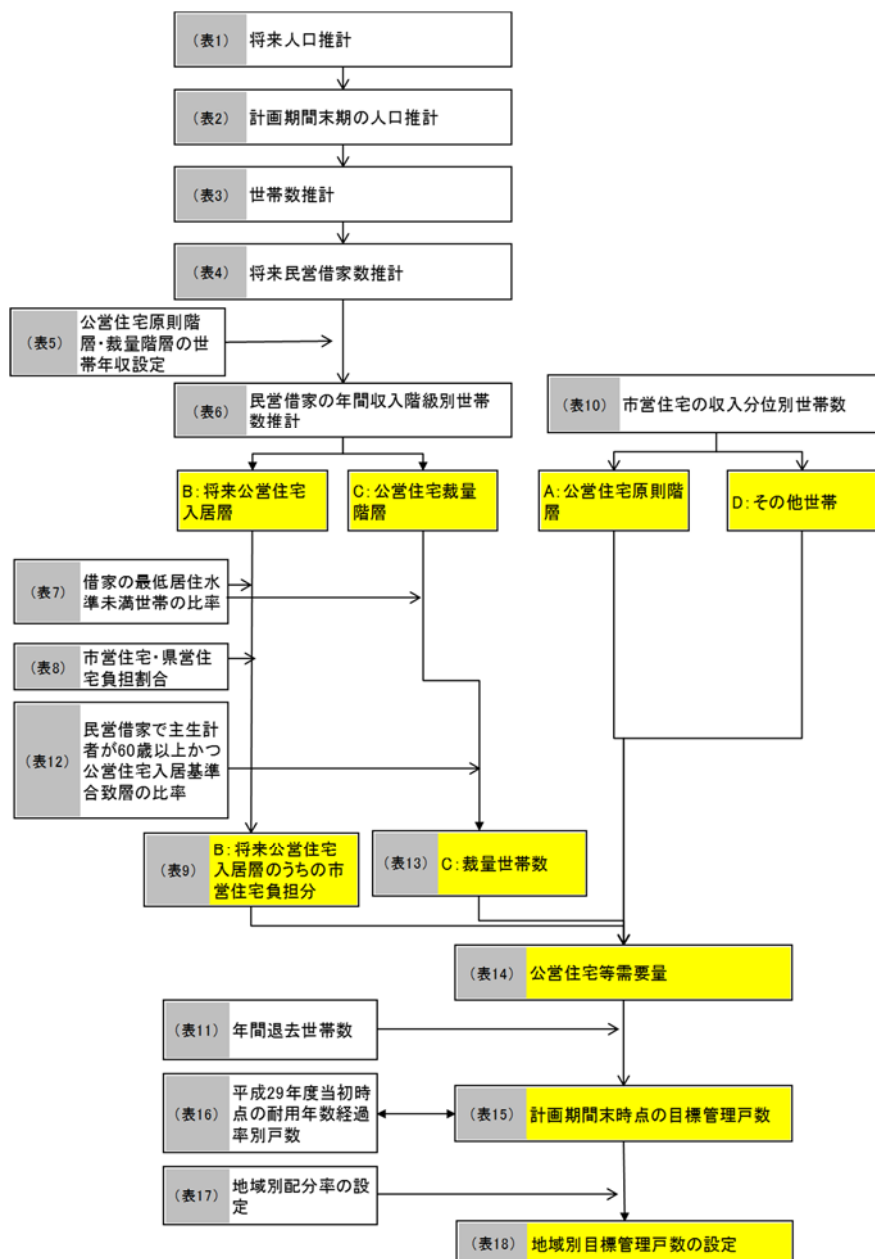 （表1） 将来人口推計
（表2） 計画期間末期の人口推計
（表3） 世帯数推計
（表4） 将来民営借家数推計
（表5） 公営住宅原則階
層・裁量階層の世
帯年収設定
（表6） 民営借家の年間収入階級別世帯
数推計
（表10） 市営住宅の収入分位別世帯数
B：将来公営住宅
入居層
C：公営住宅裁量
階層
A：公営住宅原則階
層
D：その他世帯
（表7） 借家の最低居住水
準未満世帯の比率
（表8） 市営住宅・県営住
宅負担割合
（表12） 民営借家で主生計
者が60歳以上かつ
公営住宅入居基準
合致層の比率
（表9） B：将来公営住宅
入居層のうちの市
営住宅負担分
（表13） C：裁量世帯数
（表14） 公営住宅等需要量
（表11） 年間退去世帯数
（表16） 平成29年度当初時
点の耐用年数経過
率別戸数
（表15） 計画期間末時点の目標管理戸数
（表17） 地域別配分率の設
定
（表18） 地域別目標管理戸数の設定